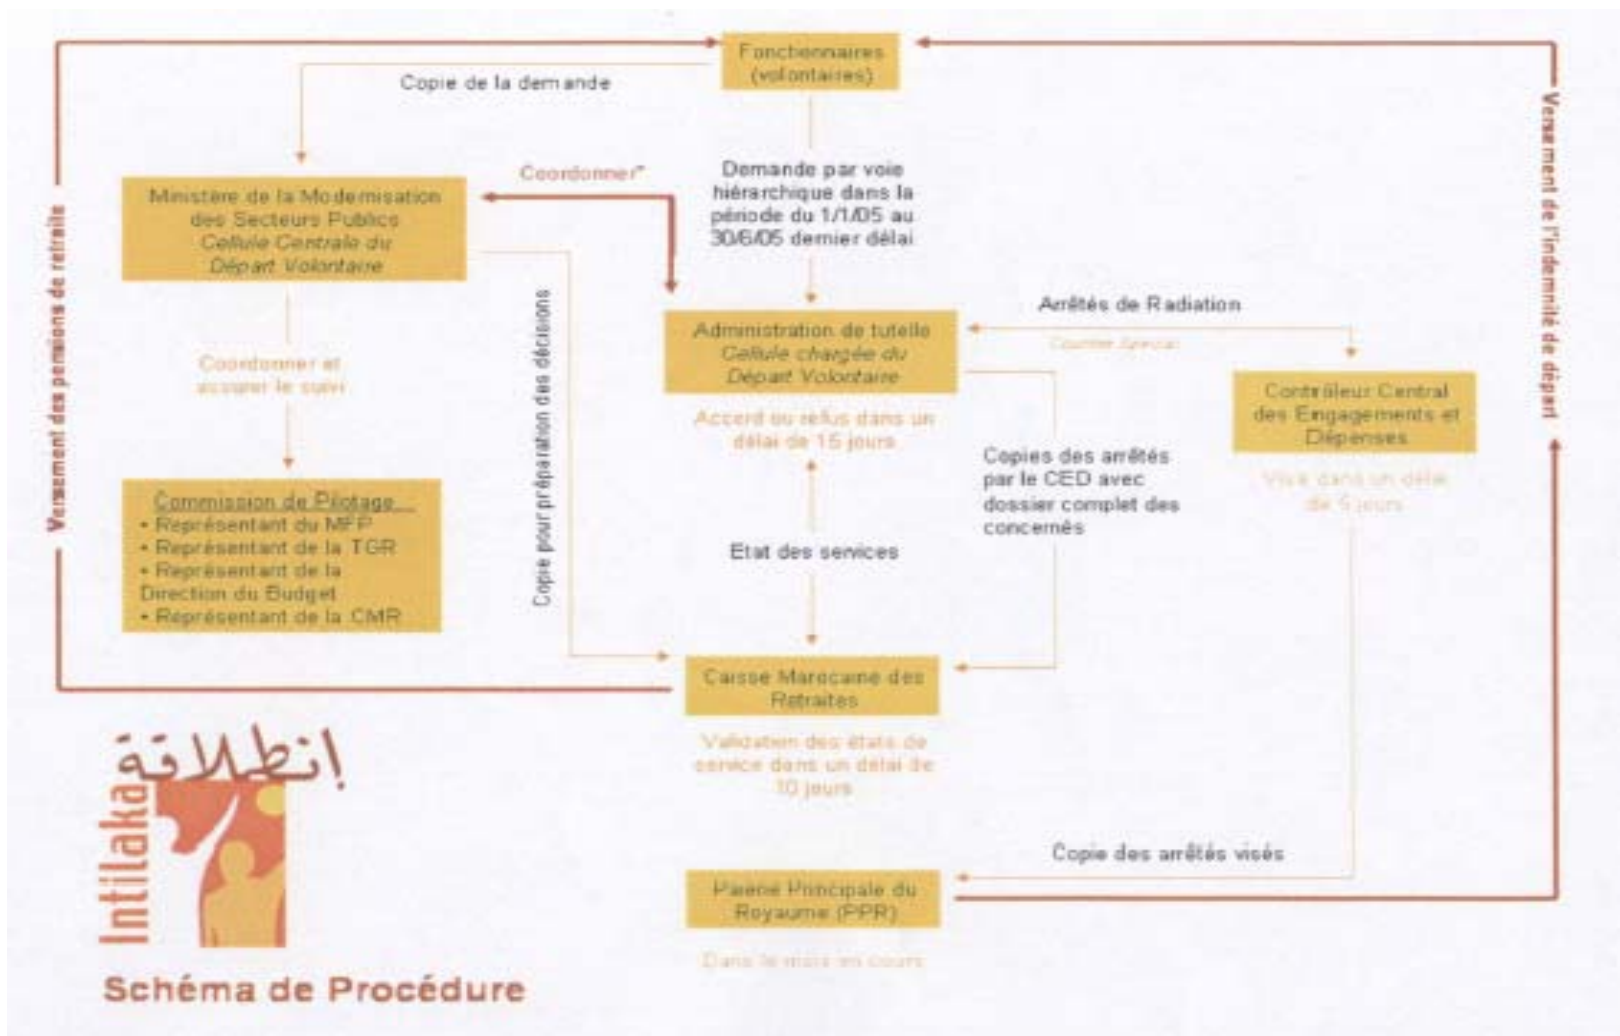 Fonctionnaires
(volontaires)
Copie de la demande
Demande par voie
hiérarchique dans la
période du 1/1/05 au
30/6/05 dernier délai
Coordonner*
Ministère de la Modernisation
des Secteurs Publics
Cellule Centrale du
Départ Volontaire
Versement des pensions de retraite
Versement de l'indemnité de départ
Coordonner et
assurer le suivi
Copie pour préparation des décisions
Administration de tutelle
Cellule chargée du
Départ Volontaire
Accord ou refus dans un
délai de 15 jours
Arrêtés de Radiation
Courrier Spécial
Contrôleur Central
des Engagements et
Dépenses
Visa dans un délai
de 5 jours
Commission de Pilotage
• Représentant du MFP
• Représentant de la TGR
• Représentant de la
Direction du Budget
• Représentant de la CMR
Copies des arrêtés
par le CED avec
dossier complet des
concernés
Etat des services
Caisse Marocaine des
Retraites
Validation des états de
service dans un délai de
10 jours
Copie des arrêtés visés
Paierie Principale du
Royaume (PPR)
Dans le mois en cours
إنطلاقة
Intilaka
Schéma de Procédure